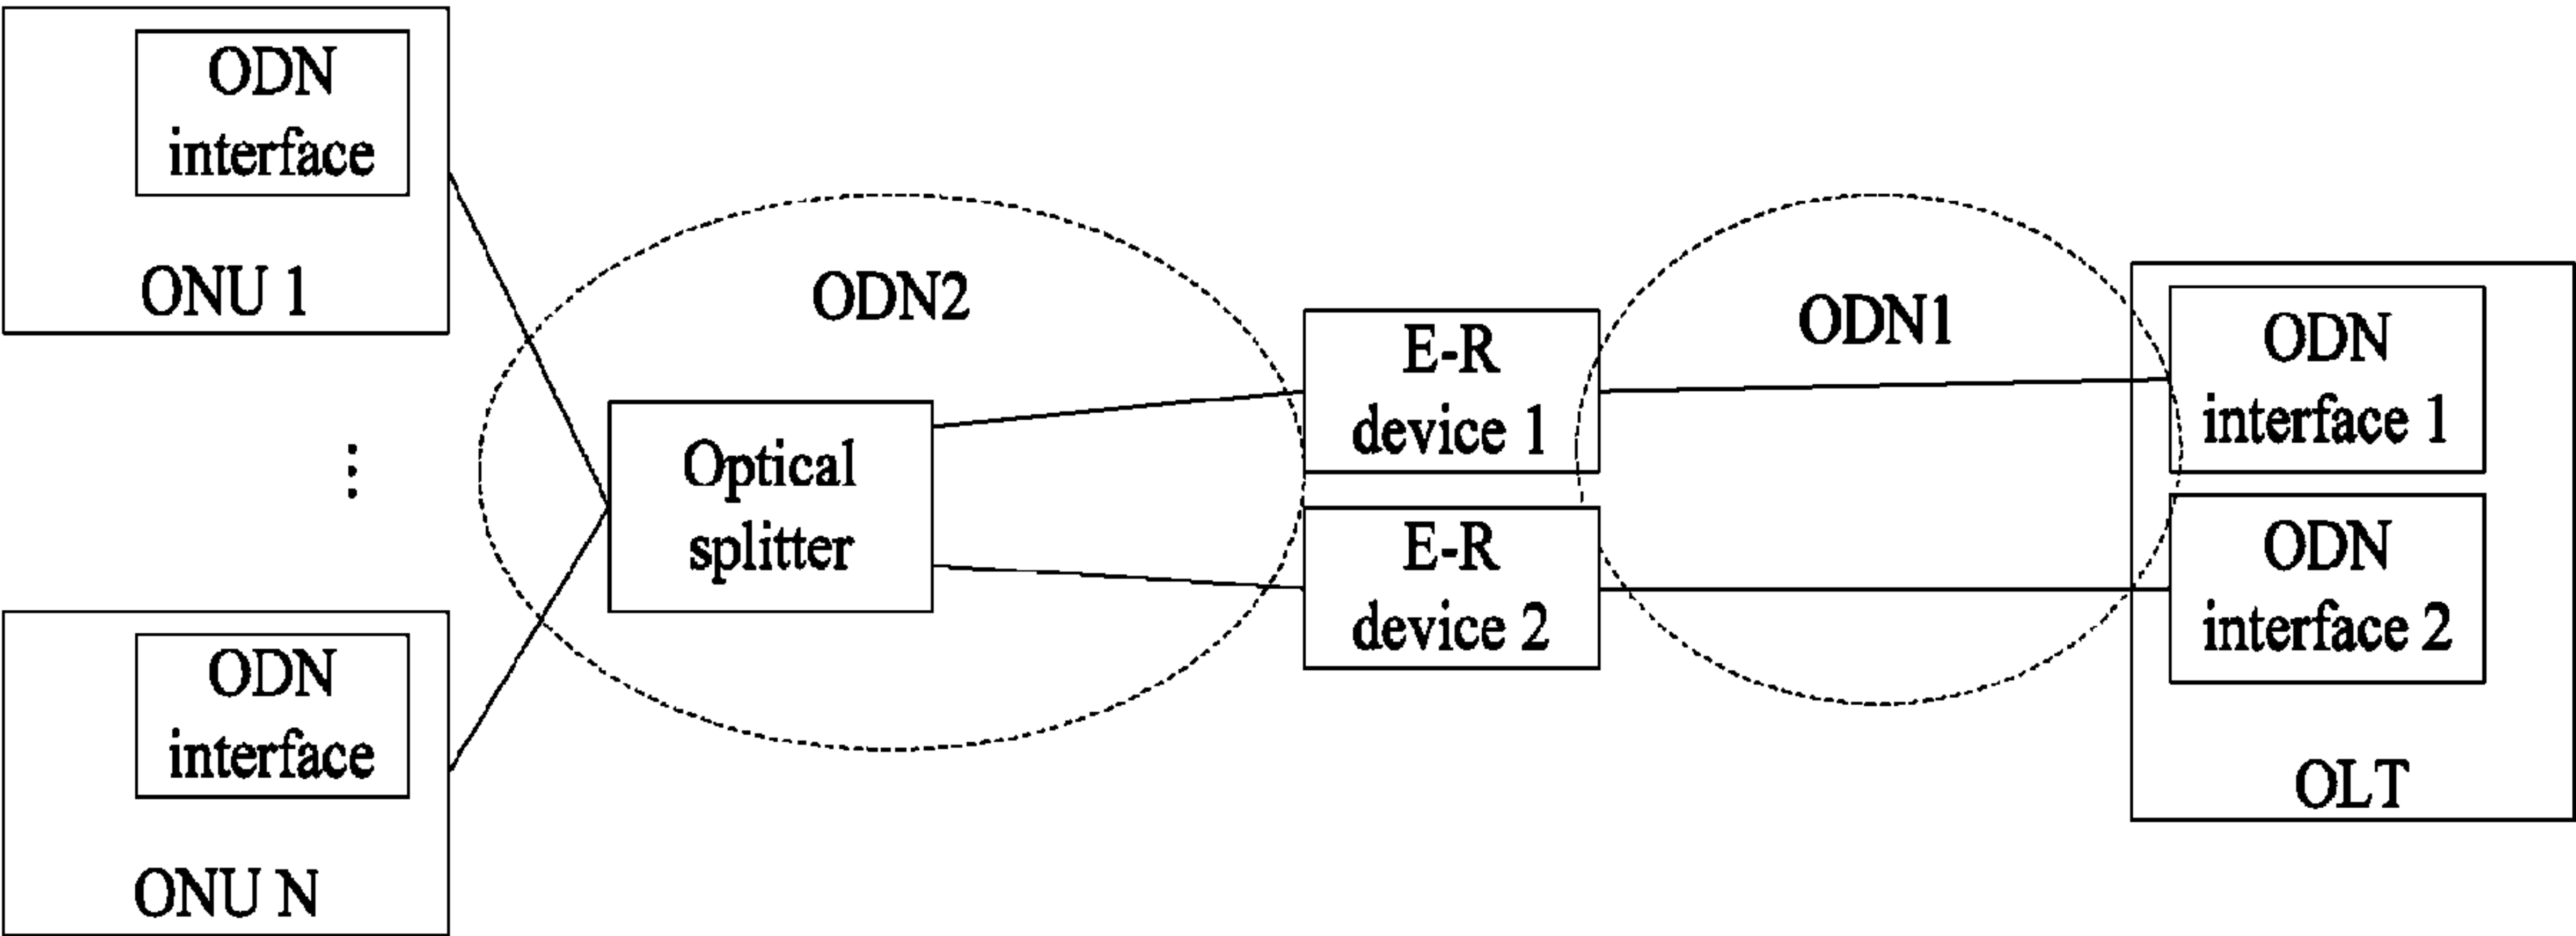 ODN
interface
ONU 1
⋮
ODN
interface
ONU N
ODN2
Optical
splitter
E-R
device 1
E-R
device 2
ODN1
ODN
interface 1
ODN
interface 2
OLT